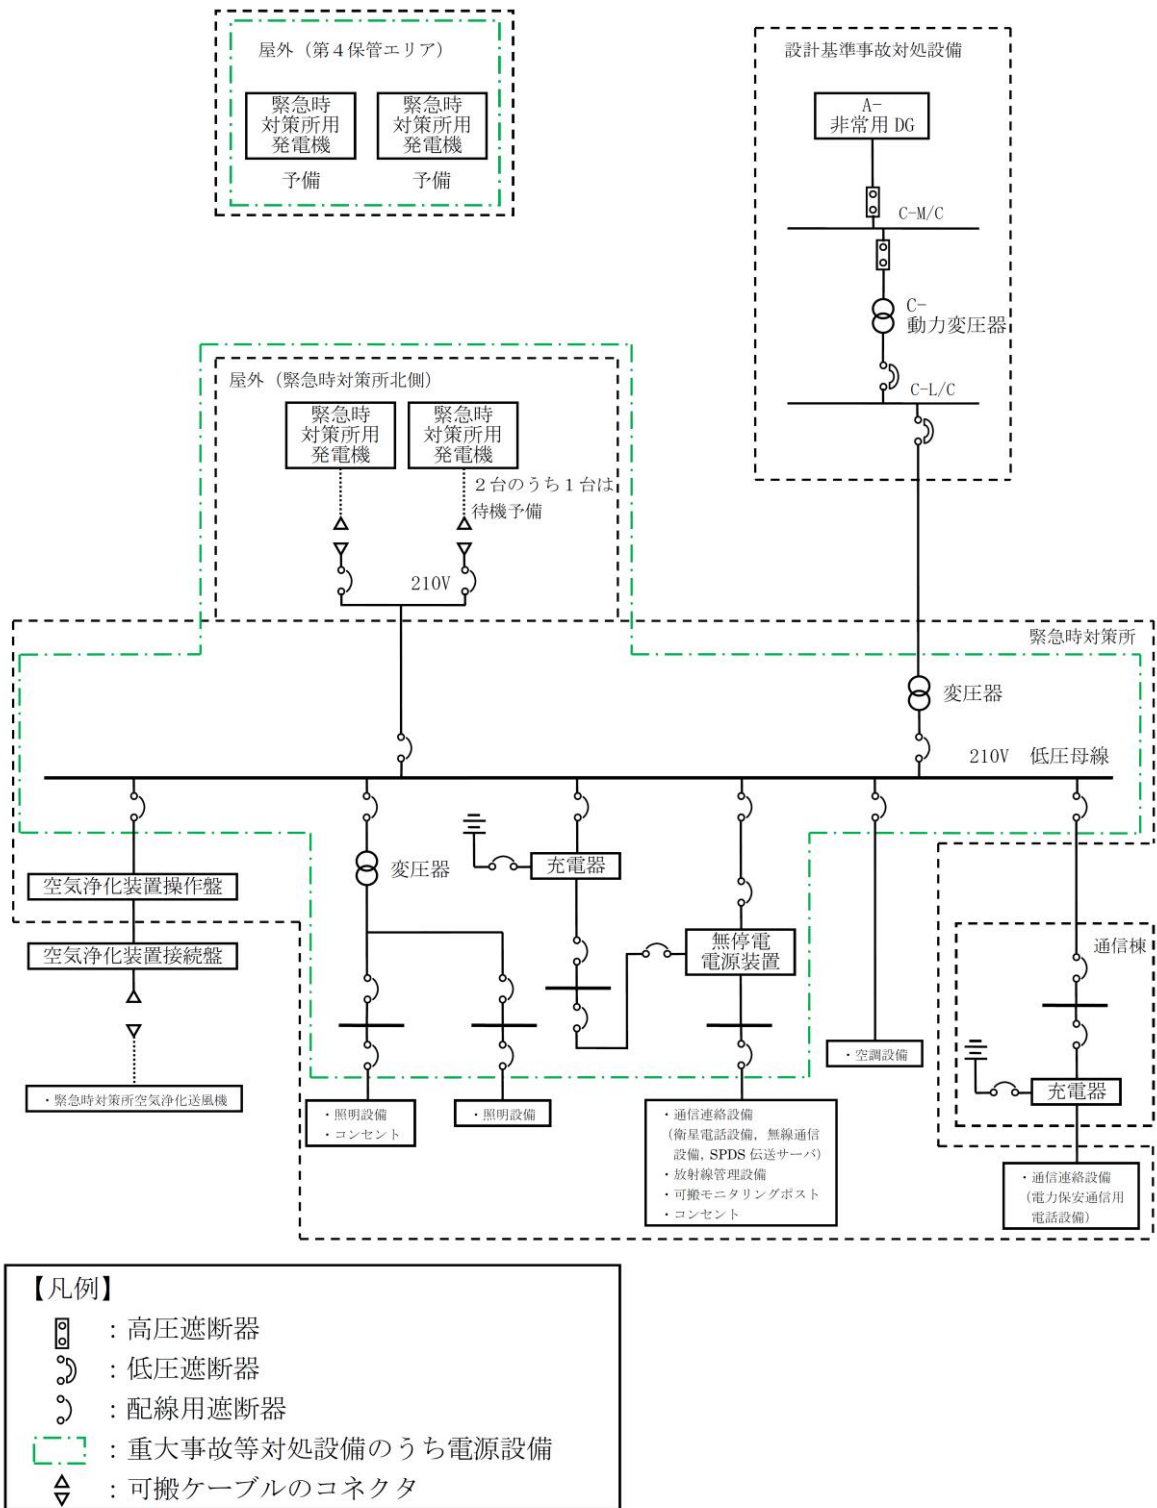 屋外（第４保管エリア）
緊急時
対策所用
発電機
緊急時
対策所用
発電機
予備
予備
設計基準事故対処設備
A-
非常用 DG
C-M/C
C-
動力変圧器
C-L/C
屋外（緊急時対策所北側）
緊急時
対策所用
発電機
緊急時
対策所用
発電機
２台のうち１台は
待機予備
210V
緊急時対策所
変圧器
210V 低圧母線
空気浄化装置操作盤
空気浄化装置接続盤
・緊急時対策所空気浄化送風機
変圧器
充電器
無停電
電源装置
・照明設備
・コンセント
・照明設備
・通信連絡設備
（衛星電話設備，無線通信
設備, SPDS 伝送サーバ）
・放射線管理設備
・可搬モニタリングポスト
・コンセント
・空調設備
通信棟
充電器
・通信連絡設備
（電力保安通信用
電話設備）
【凡例】
：高圧遮断器
：低圧遮断器
：配線用遮断器
：重大事故等対処設備のうち電源設備
：可搬ケーブルのコネクタ